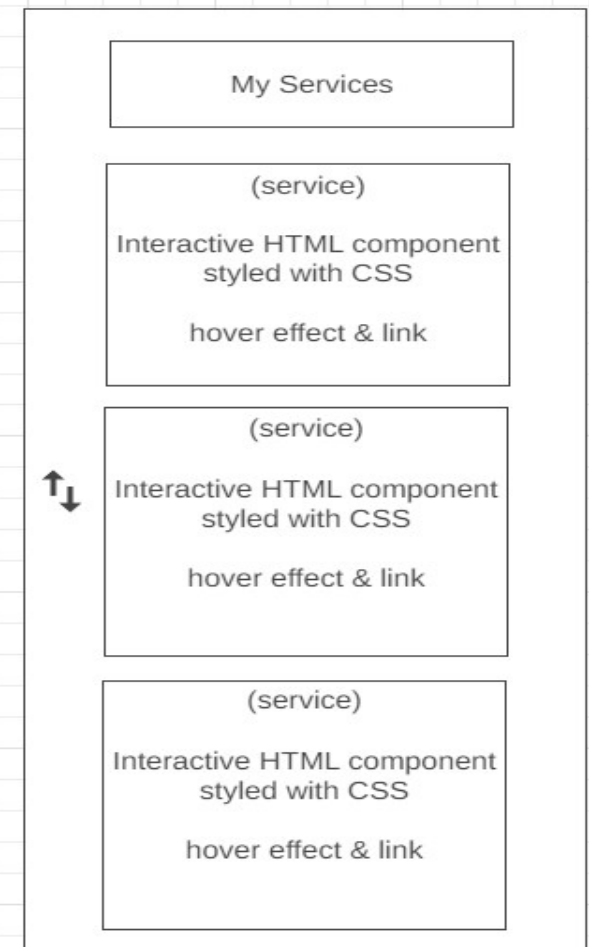 My Services
(service)
Interactive HTML component
styled with CSS
hover effect & link
(service)
Interactive HTML component
styled with CSS
hover effect & link
(service)
Interactive HTML component
styled with CSS
hover effect & link